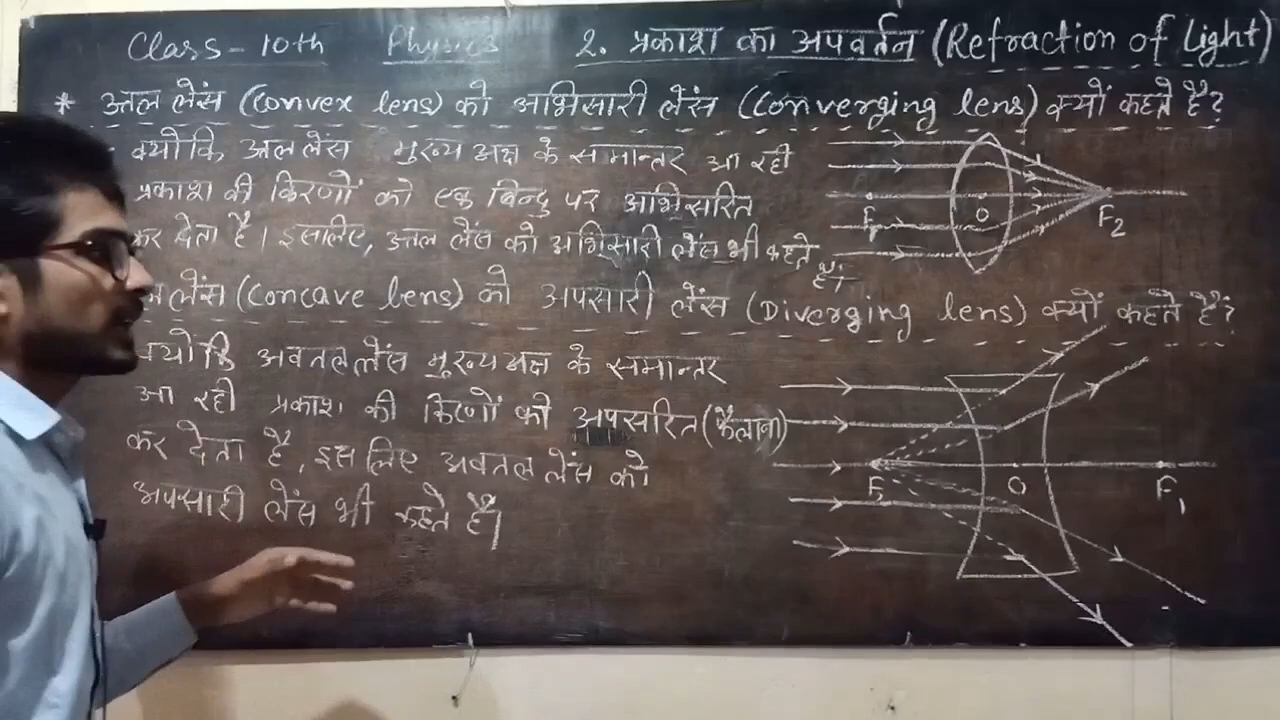 Class- 10th Physics 2. प्रकाश का अपवर्तन (Refraction of Light)
* उत्तल लेंस (Convex lens) को अभिसारी लेंस (Converging lens) क्यों कहते है?
क्योकि उत्तल लेंस मुख्य अक्ष के समान्तर आ रही
प्रकाश की किरणों को एक बिन्दु पर अभिसरित
कर देता है। इसलिए, उत्तल लेंस को अभिसारी लेंस भी कहते
हैं।
F₁ O F₂
लेंस (Concave lens) को अपसारी लेंस (Diverging lens) क्यों कहते हैं?
क्योकि अवतल लेंस मुख्य अक्ष के समान्तर
आ रही प्रकाश की किरणों को अपसरित (फैलाना)
कर देता है, इसलिए अवतल लेंस को
अपसारी लेंस भी कहते हैं।
O F₁